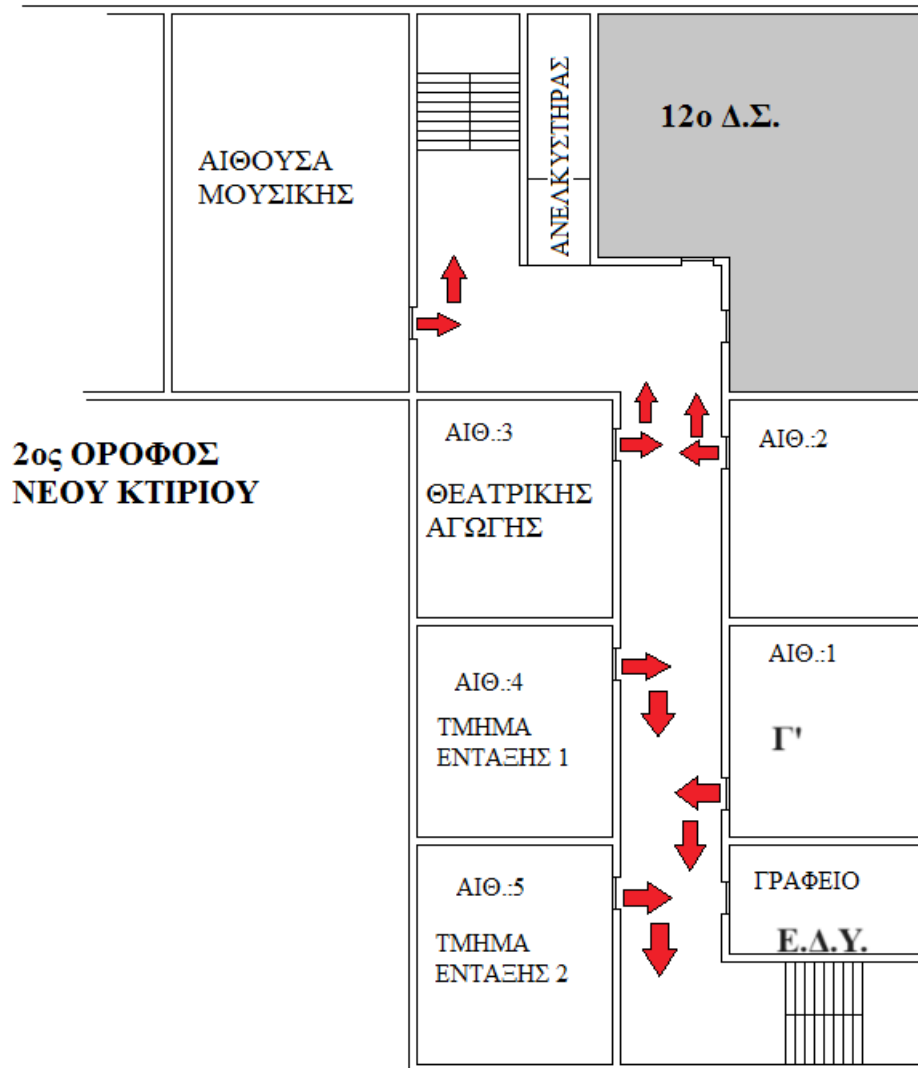 12ο Δ.Σ.
ΑΝΕΛΚΥΣΤΗΡΑΣ
ΑΙΘΟΥΣΑ
ΜΟΥΣΙΚΗΣ
ΑΙΘ.:3
ΘΕΑΤΡΙΚΗΣ
ΑΓΩΓΗΣ
ΑΙΘ.:2
2ος ΟΡΟΦΟΣ
ΝΕΟΥ ΚΤΙΡΙΟΥ
ΑΙΘ.:4
ΤΜΗΜΑ
ΕΝΤΑΞΗΣ 1
ΑΙΘ.:1
Γ'
ΑΙΘ.:5
ΤΜΗΜΑ
ΕΝΤΑΞΗΣ 2
ΓΡΑΦΕΙΟ
Ε.Δ.Υ.